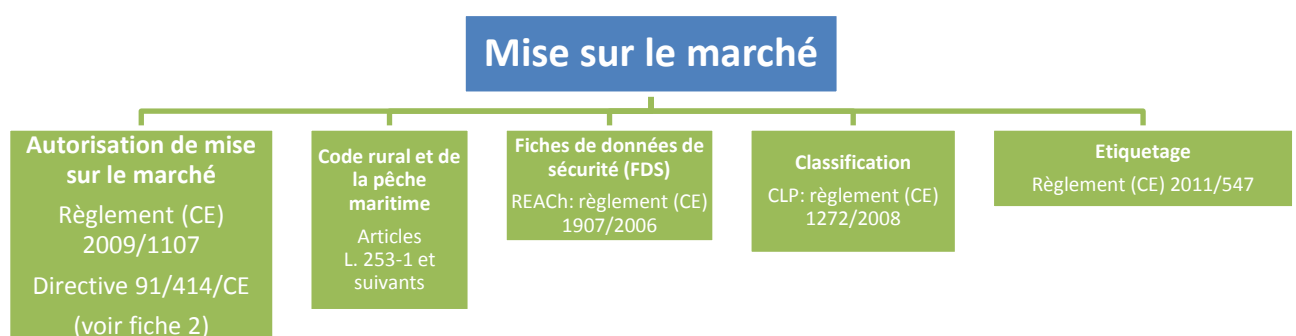 Mise sur le marché
Autorisation de mise
sur le marché
Règlement (CE)
2009/1107
Directive 91/414/CE
(voir fiche 2)
Code rural et de
la pêche
maritime
Articles
L. 253-1 et
suivants
Fiches de données de
sécurité (FDS)
REACh: règlement (CE)
1907/2006
Classification
CLP: règlement (CE)
1272/2008
Etiquetage
Règlement (CE) 2011/547